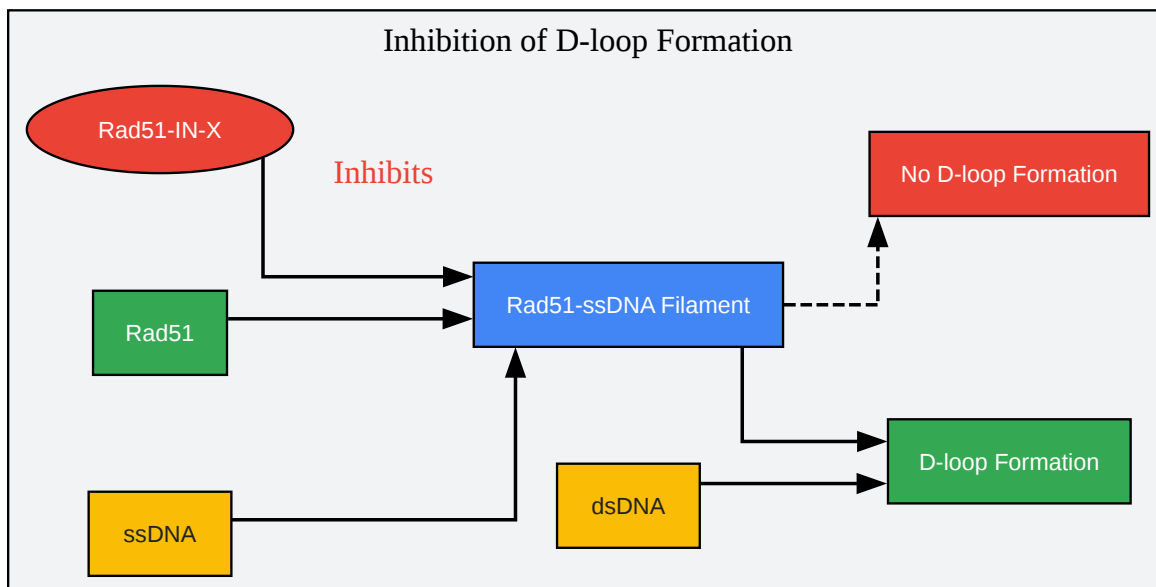 Inhibition of D-loop Formation
Rad51-IN-X
Inhibits
No D-loop Formation
Rad51-ssDNA Filament
Rad51
D-loop Formation
dsDNA
ssDNA